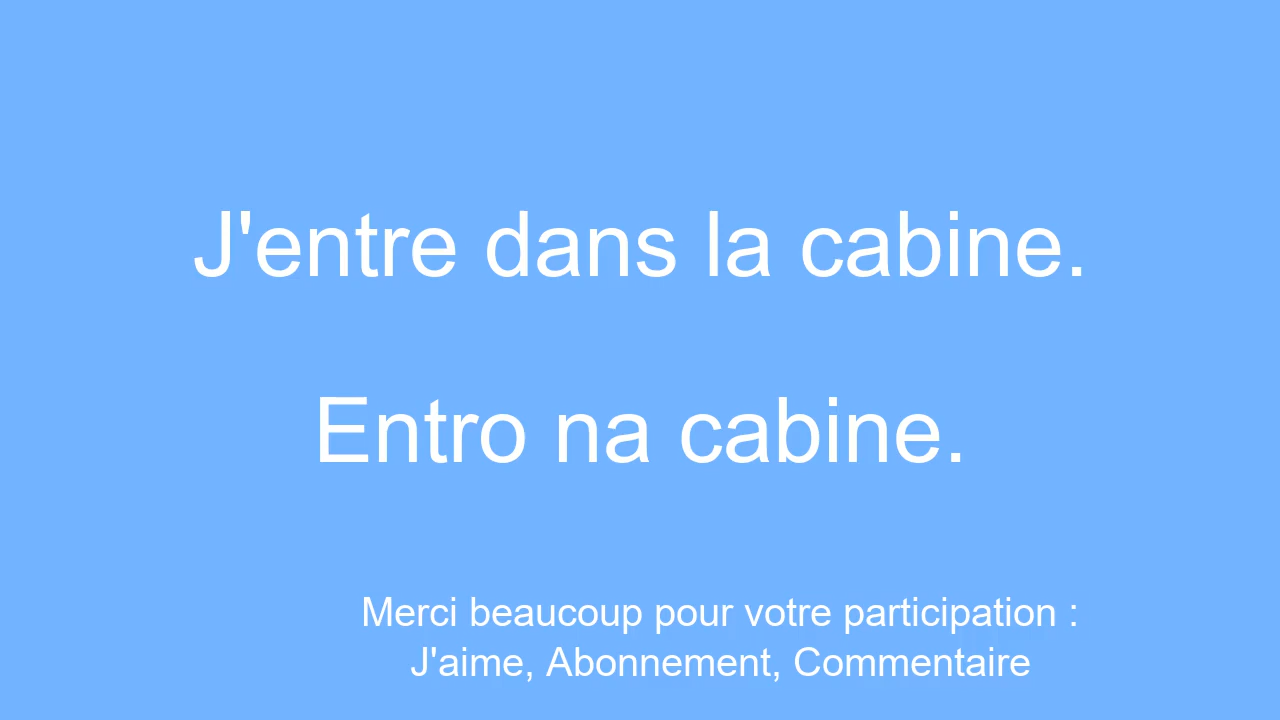 J'entre dans la cabine.
Entro na cabine.
Merci beaucoup pour votre participation :
J'aime, Abonnement, Commentaire